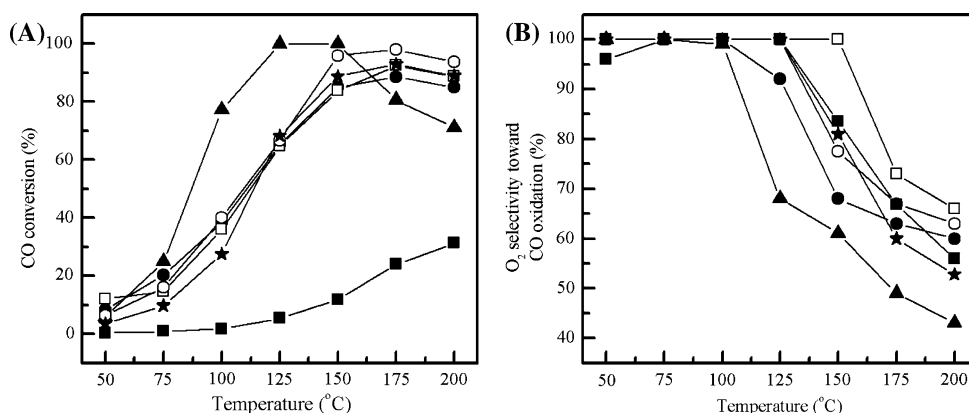 (A)
CO conversion (%)
100
80
60
40
20
0
50 75 100 125 150 175 200
Temperature (°C)
(B)
O2 selectivity toward
CO oxidation (%)
100
90
80
70
60
50
40
50 75 100 125 150 175 200
Temperature (°C)